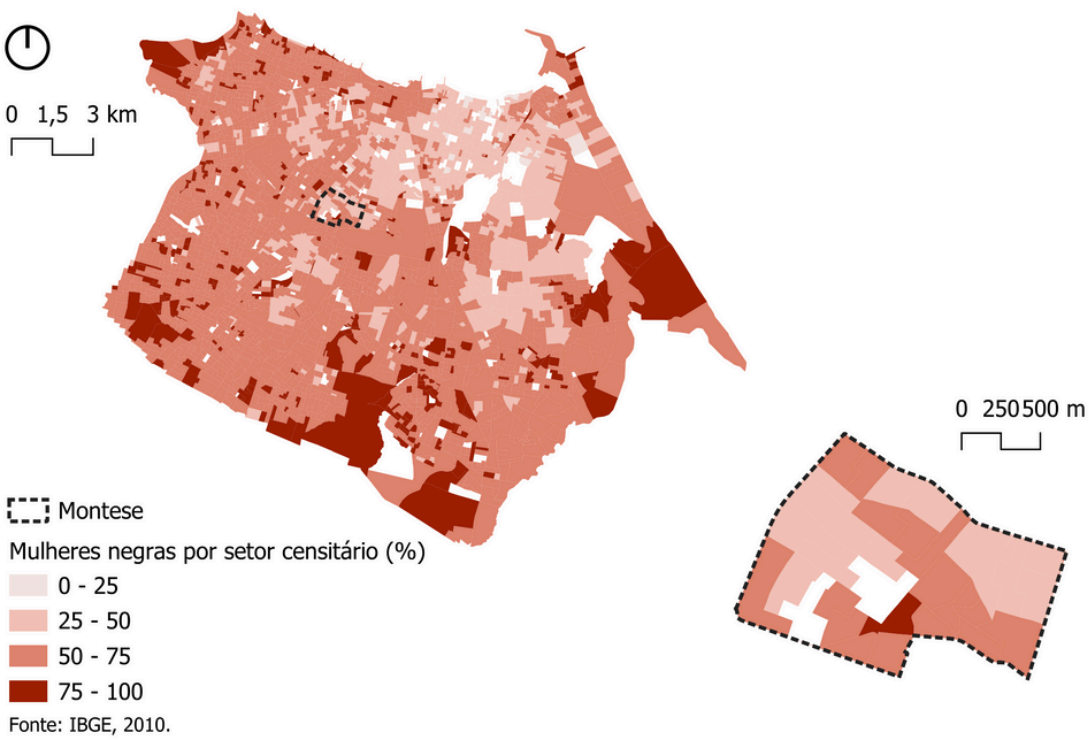 0 1,5 3 km
0 250500 m
Montese
Mulheres negras por setor censitário (%)
0 - 25
25 - 50
50 - 75
75 - 100
Fonte: IBGE, 2010.